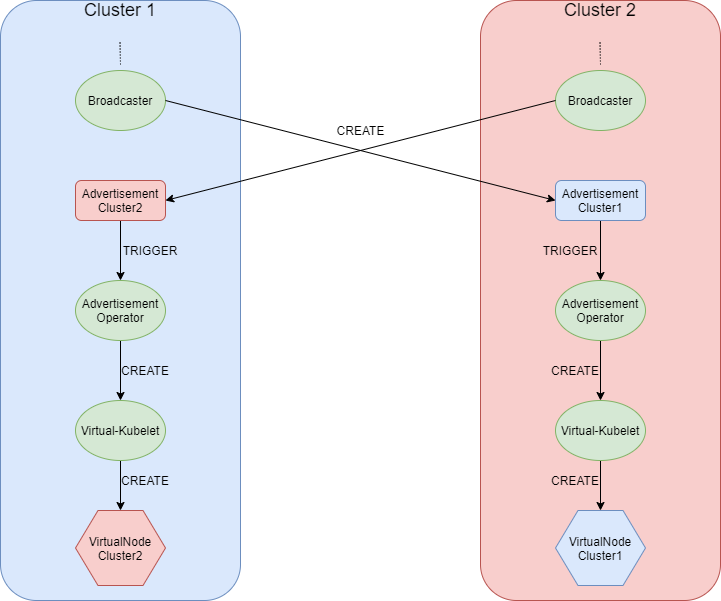 Cluster 1
Cluster 2
Broadcaster
Broadcaster
CREATE
Advertisement
Cluster2
Advertisement
Cluster1
TRIGGER
TRIGGER
Advertisement
Operator
Advertisement
Operator
CREATE
CREATE
Virtual-Kubelet
Virtual-Kubelet
CREATE
CREATE
VirtualNode
Cluster2
VirtualNode
Cluster1